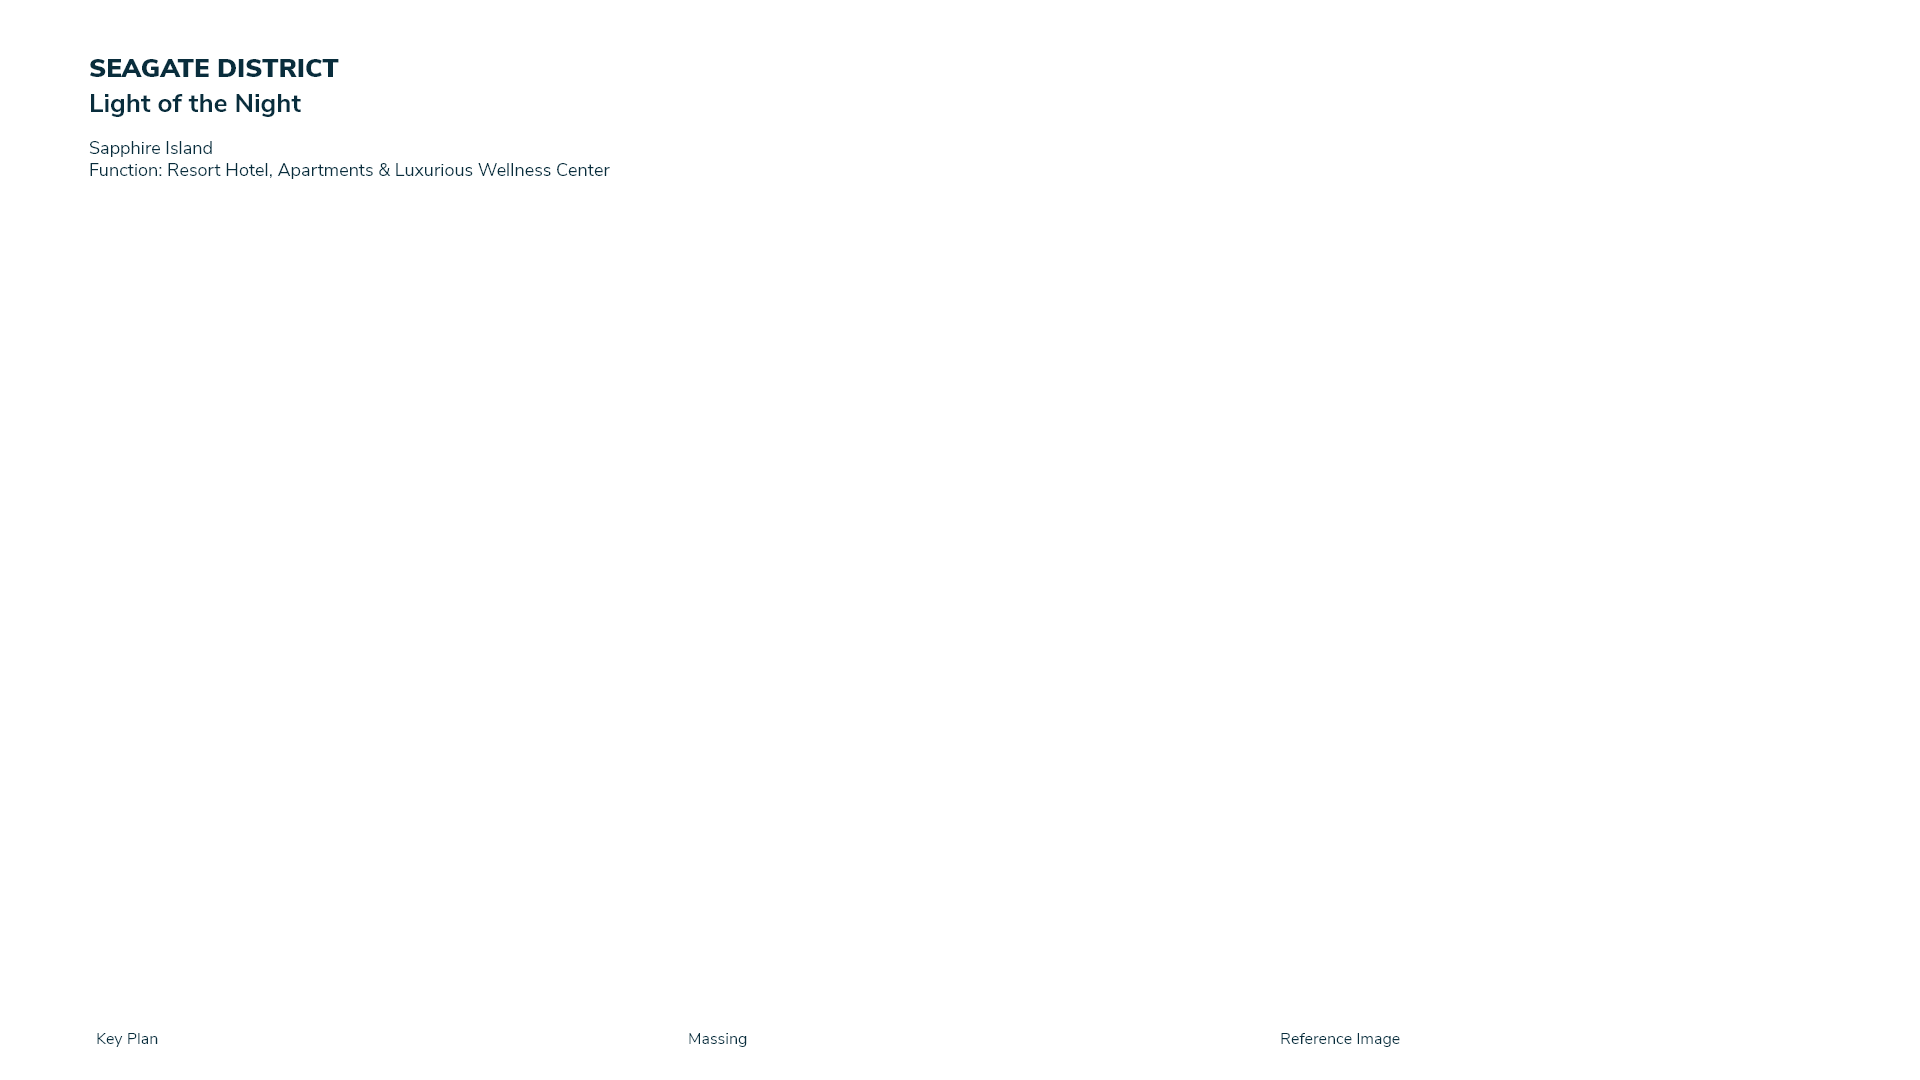 SEAGATE DISTRICT
Light of the Night
Sapphire Island
Function: Resort Hotel, Apartments & Luxurious Wellness Center
Key Plan
Massing
Reference Image